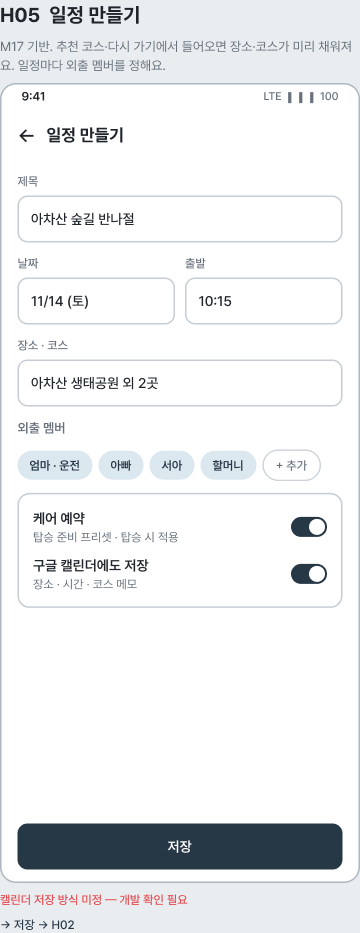 H05 일정 만들기
M17 기반. 추천 코스·다시 가기에서 들어오면 장소·코스가 미리 채워져
요. 일정마다 외출 멤버를 정해요.
9:41 LTE ▌▐ ▐ 100
← 일정 만들기
제목
아차산 숲길 반나절
날짜 출발
11/14 (토) 10:15
장소 · 코스
아차산 생태공원 외 2곳
외출 멤버
엄마 · 운전 아빠 서아 할머니 + 추가
케어 예약
탑승 준비 프리셋 · 탑승 시 적용
구글 캘린더에도 저장
장소 · 시간 · 코스 메모
저장
캘린더 저장 방식 미정 — 개발 확인 필요
→ 저장 → H02